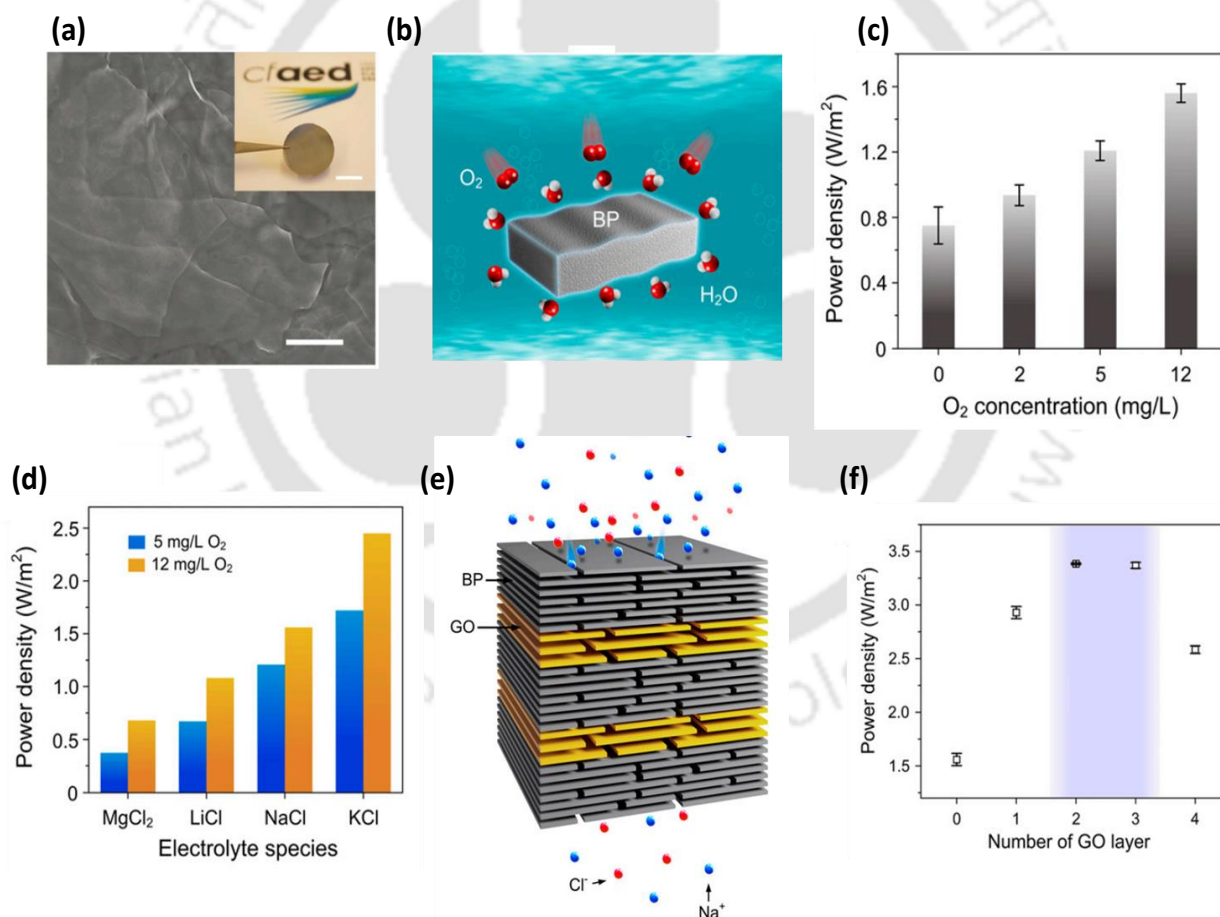 (a)
cfaed
(b)
O₂
BP
H₂O
(c)
Power density (W/m²)
1.6
1.2
0.8
0.4
0
0 2 5 12
O₂ concentration (mg/L)
(d)
Power density (W/m²)
2.5
2.0
1.5
1.0
0.5
0
5 mg/L O₂
12 mg/L O₂
MgCl₂ LiCl NaCl KCl
Electrolyte species
(e)
BP
GO
Cl⁻
Na⁺
(f)
Power density (W/m²)
3.5
3.0
2.5
2.0
1.5
0 1 2 3 4
Number of GO layer